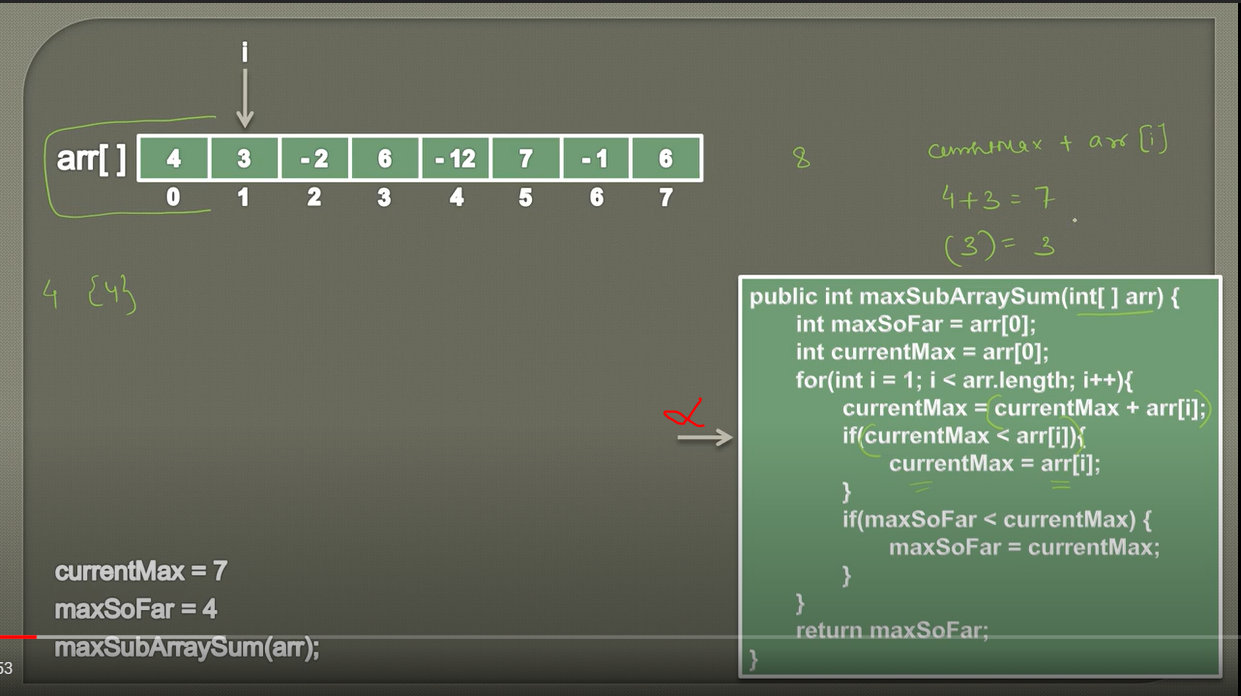 i
arr[ ] 4 3 - 2 6 - 12 7 - 1 6
0 1 2 3 4 5 6 7
8
currentMax + arr [i]
4+3 = 7
(3) = 3
4 {4}
public int maxSubArraySum(int[ ] arr) {
int maxSoFar = arr[0];
int currentMax = arr[0];
for(int i = 1; i < arr.length; i++){
currentMax = currentMax + arr[i];
if(currentMax < arr[i]){
currentMax = arr[i];
}
if(maxSoFar < currentMax) {
maxSoFar = currentMax;
}
}
return maxSoFar;
}
currentMax = 7
maxSoFar = 4
maxSubArraySum(arr);
53